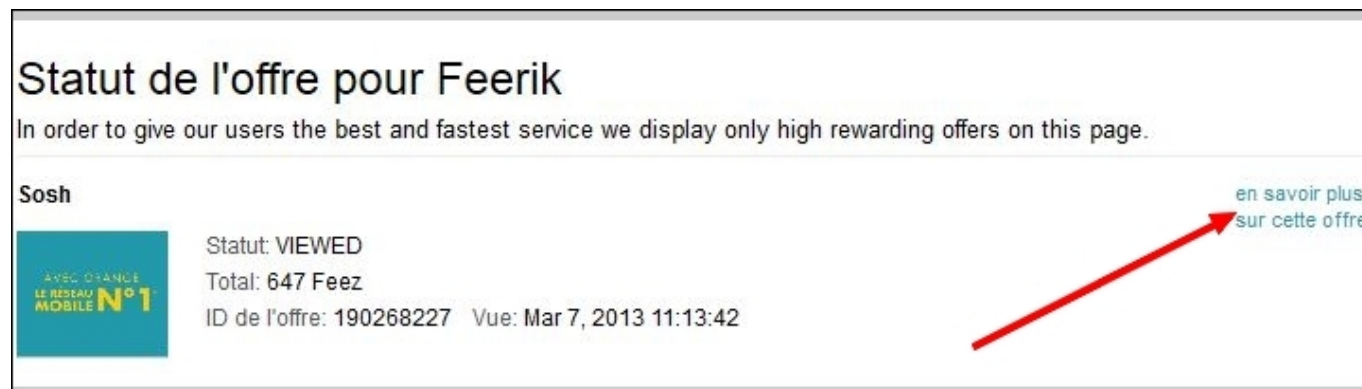 Statut de l'offre pour Feerik
In order to give our users the best and fastest service we display only high rewarding offers on this page.
Sosh
en savoir plus
sur cette offre
AVEC ORANGE
LE RÉSEAU
MOBILE N°1
Statut: VIEWED
Total: 647 Feez
ID de l'offre: 190268227 Vue: Mar 7, 2013 11:13:42